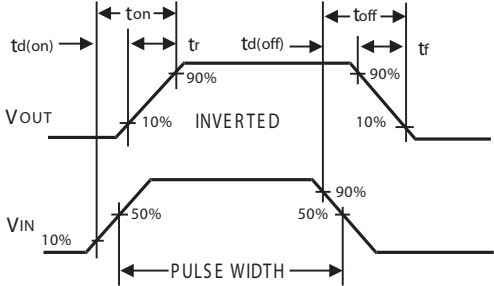 ton
toff
td(on)
tr
td(off)
tf
90%
90%
VOUT
10%
INVERTED
10%
90%
VIN
50%
50%
10%
PULSE WIDTH